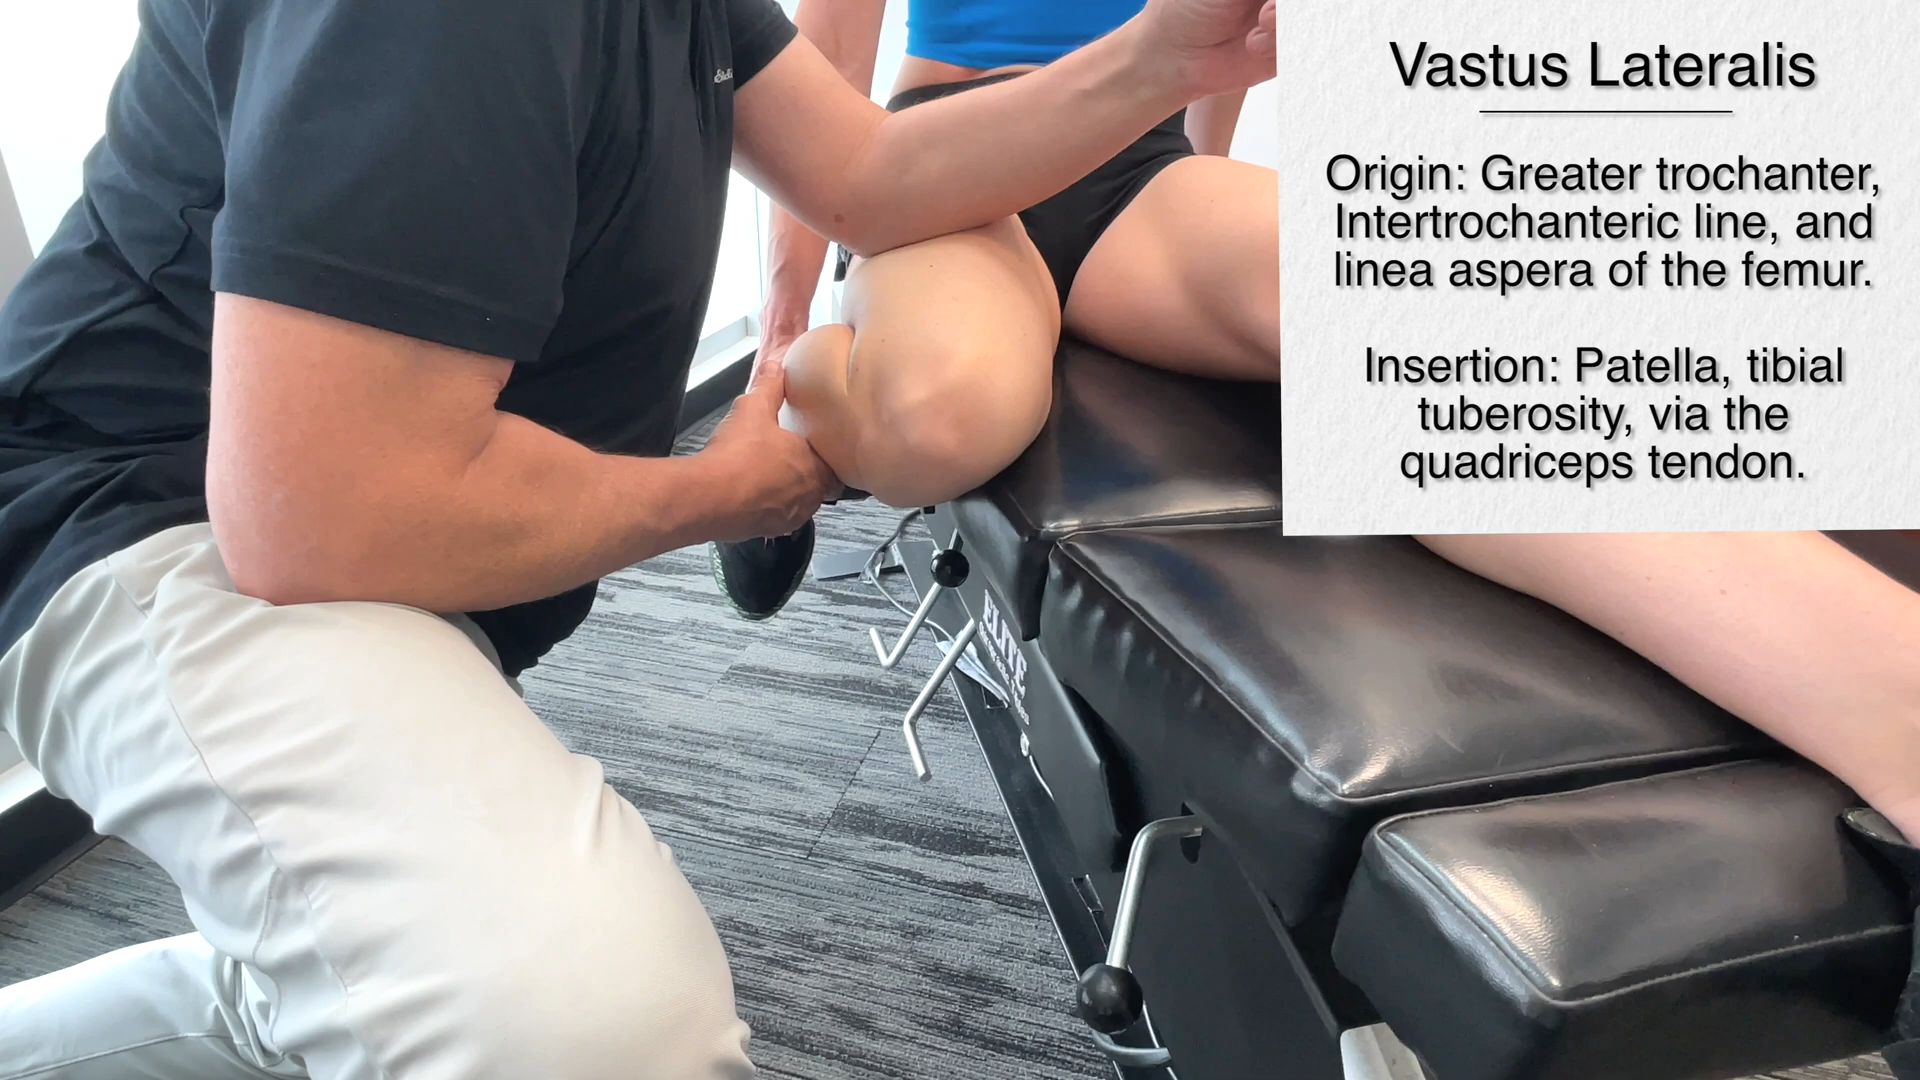 Vastus Lateralis
Origin: Greater trochanter,
Intertrochanteric line, and
linea aspera of the femur.
Insertion: Patella, tibial
tuberosity, via the
quadriceps tendon.
ELITE